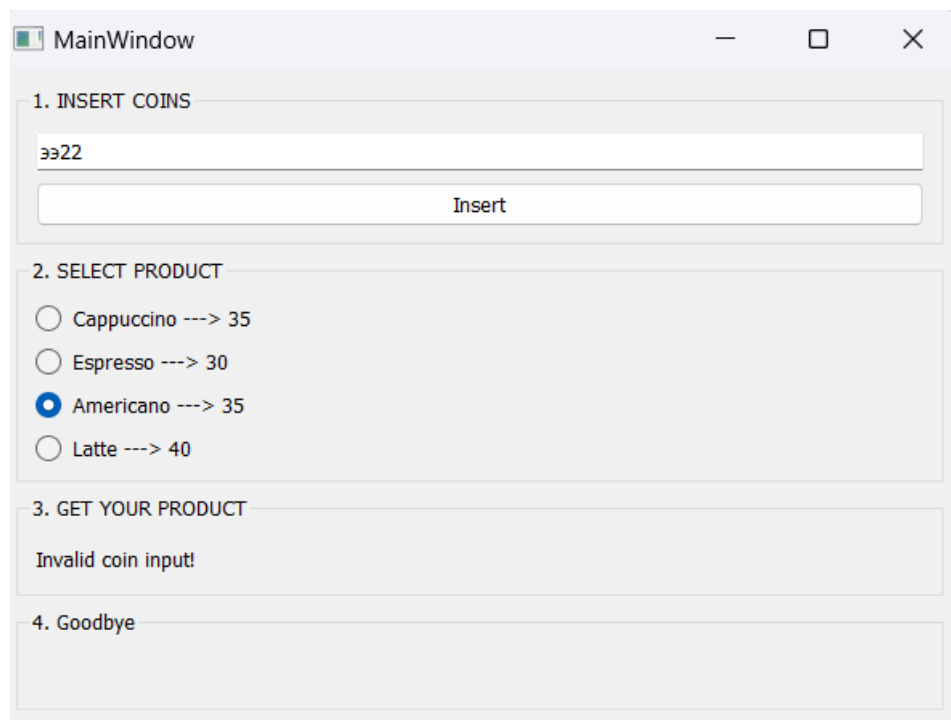 MainWindow
1. INSERT COINS
ээ22
Insert
2. SELECT PRODUCT
Cappuccino ---> 35
Espresso ---> 30
Americano ---> 35
Latte ---> 40
3. GET YOUR PRODUCT
Invalid coin input!
4. Goodbye